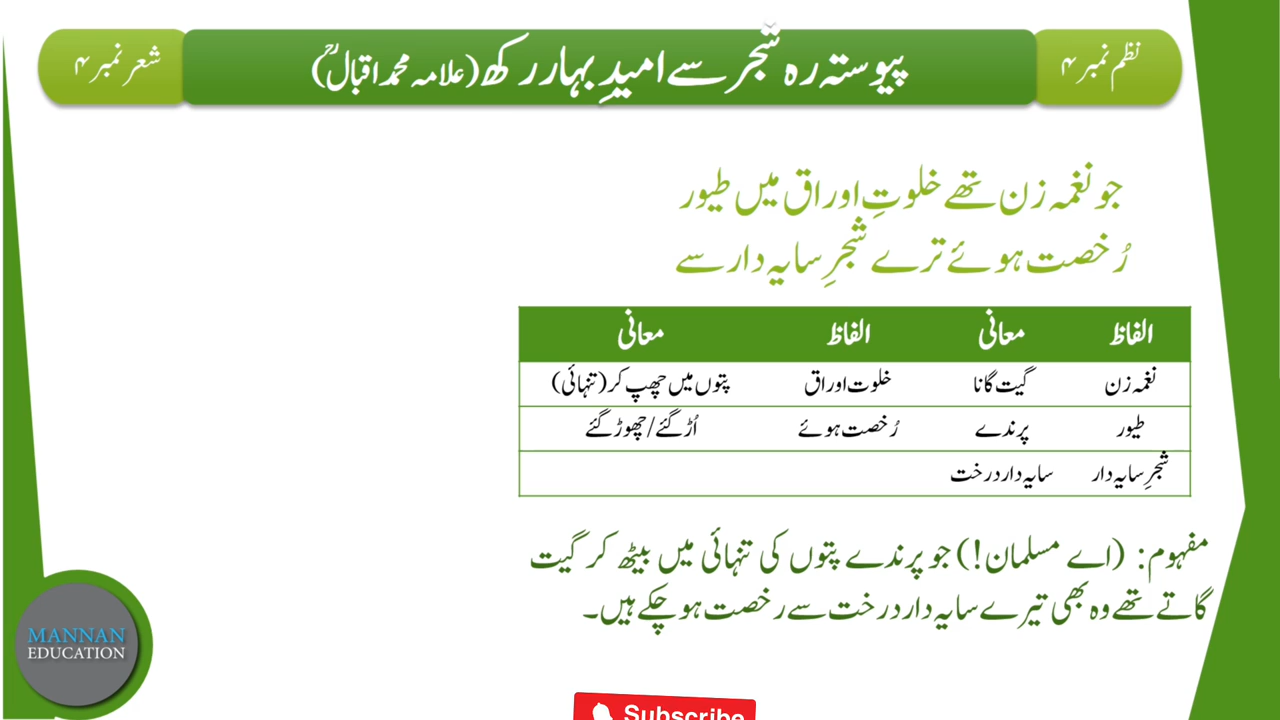 نظم نمبر ۴
پیوستہ رہ شجر سے امیدِ بہار رکھ (علامہ محمد اقبالؒ)
شعر نمبر ۴
جو نغمہ زن تھے خلوتِ اوراق میں طیور
رُخصت ہوئے ترے شجرِ سایہ دار سے
الفاظ معانی الفاظ معانی
نغمہ زن گیت گانا خلوت اوراق پتوں میں چھپ کر (تنہائی)
طیور پرندے رُخصت ہوئے اُڑ گئے/چھوڑ گئے
شجرِ سایہ دار سایہ دار درخت
مفہوم: (اے مسلمان!) جو پرندے پتوں کی تنہائی میں بیٹھ کر گیت
گاتے تھے وہ بھی تیرے سایہ دار درخت سے رخصت ہو چکے ہیں۔
MANNAN
EDUCATION
Subscribe